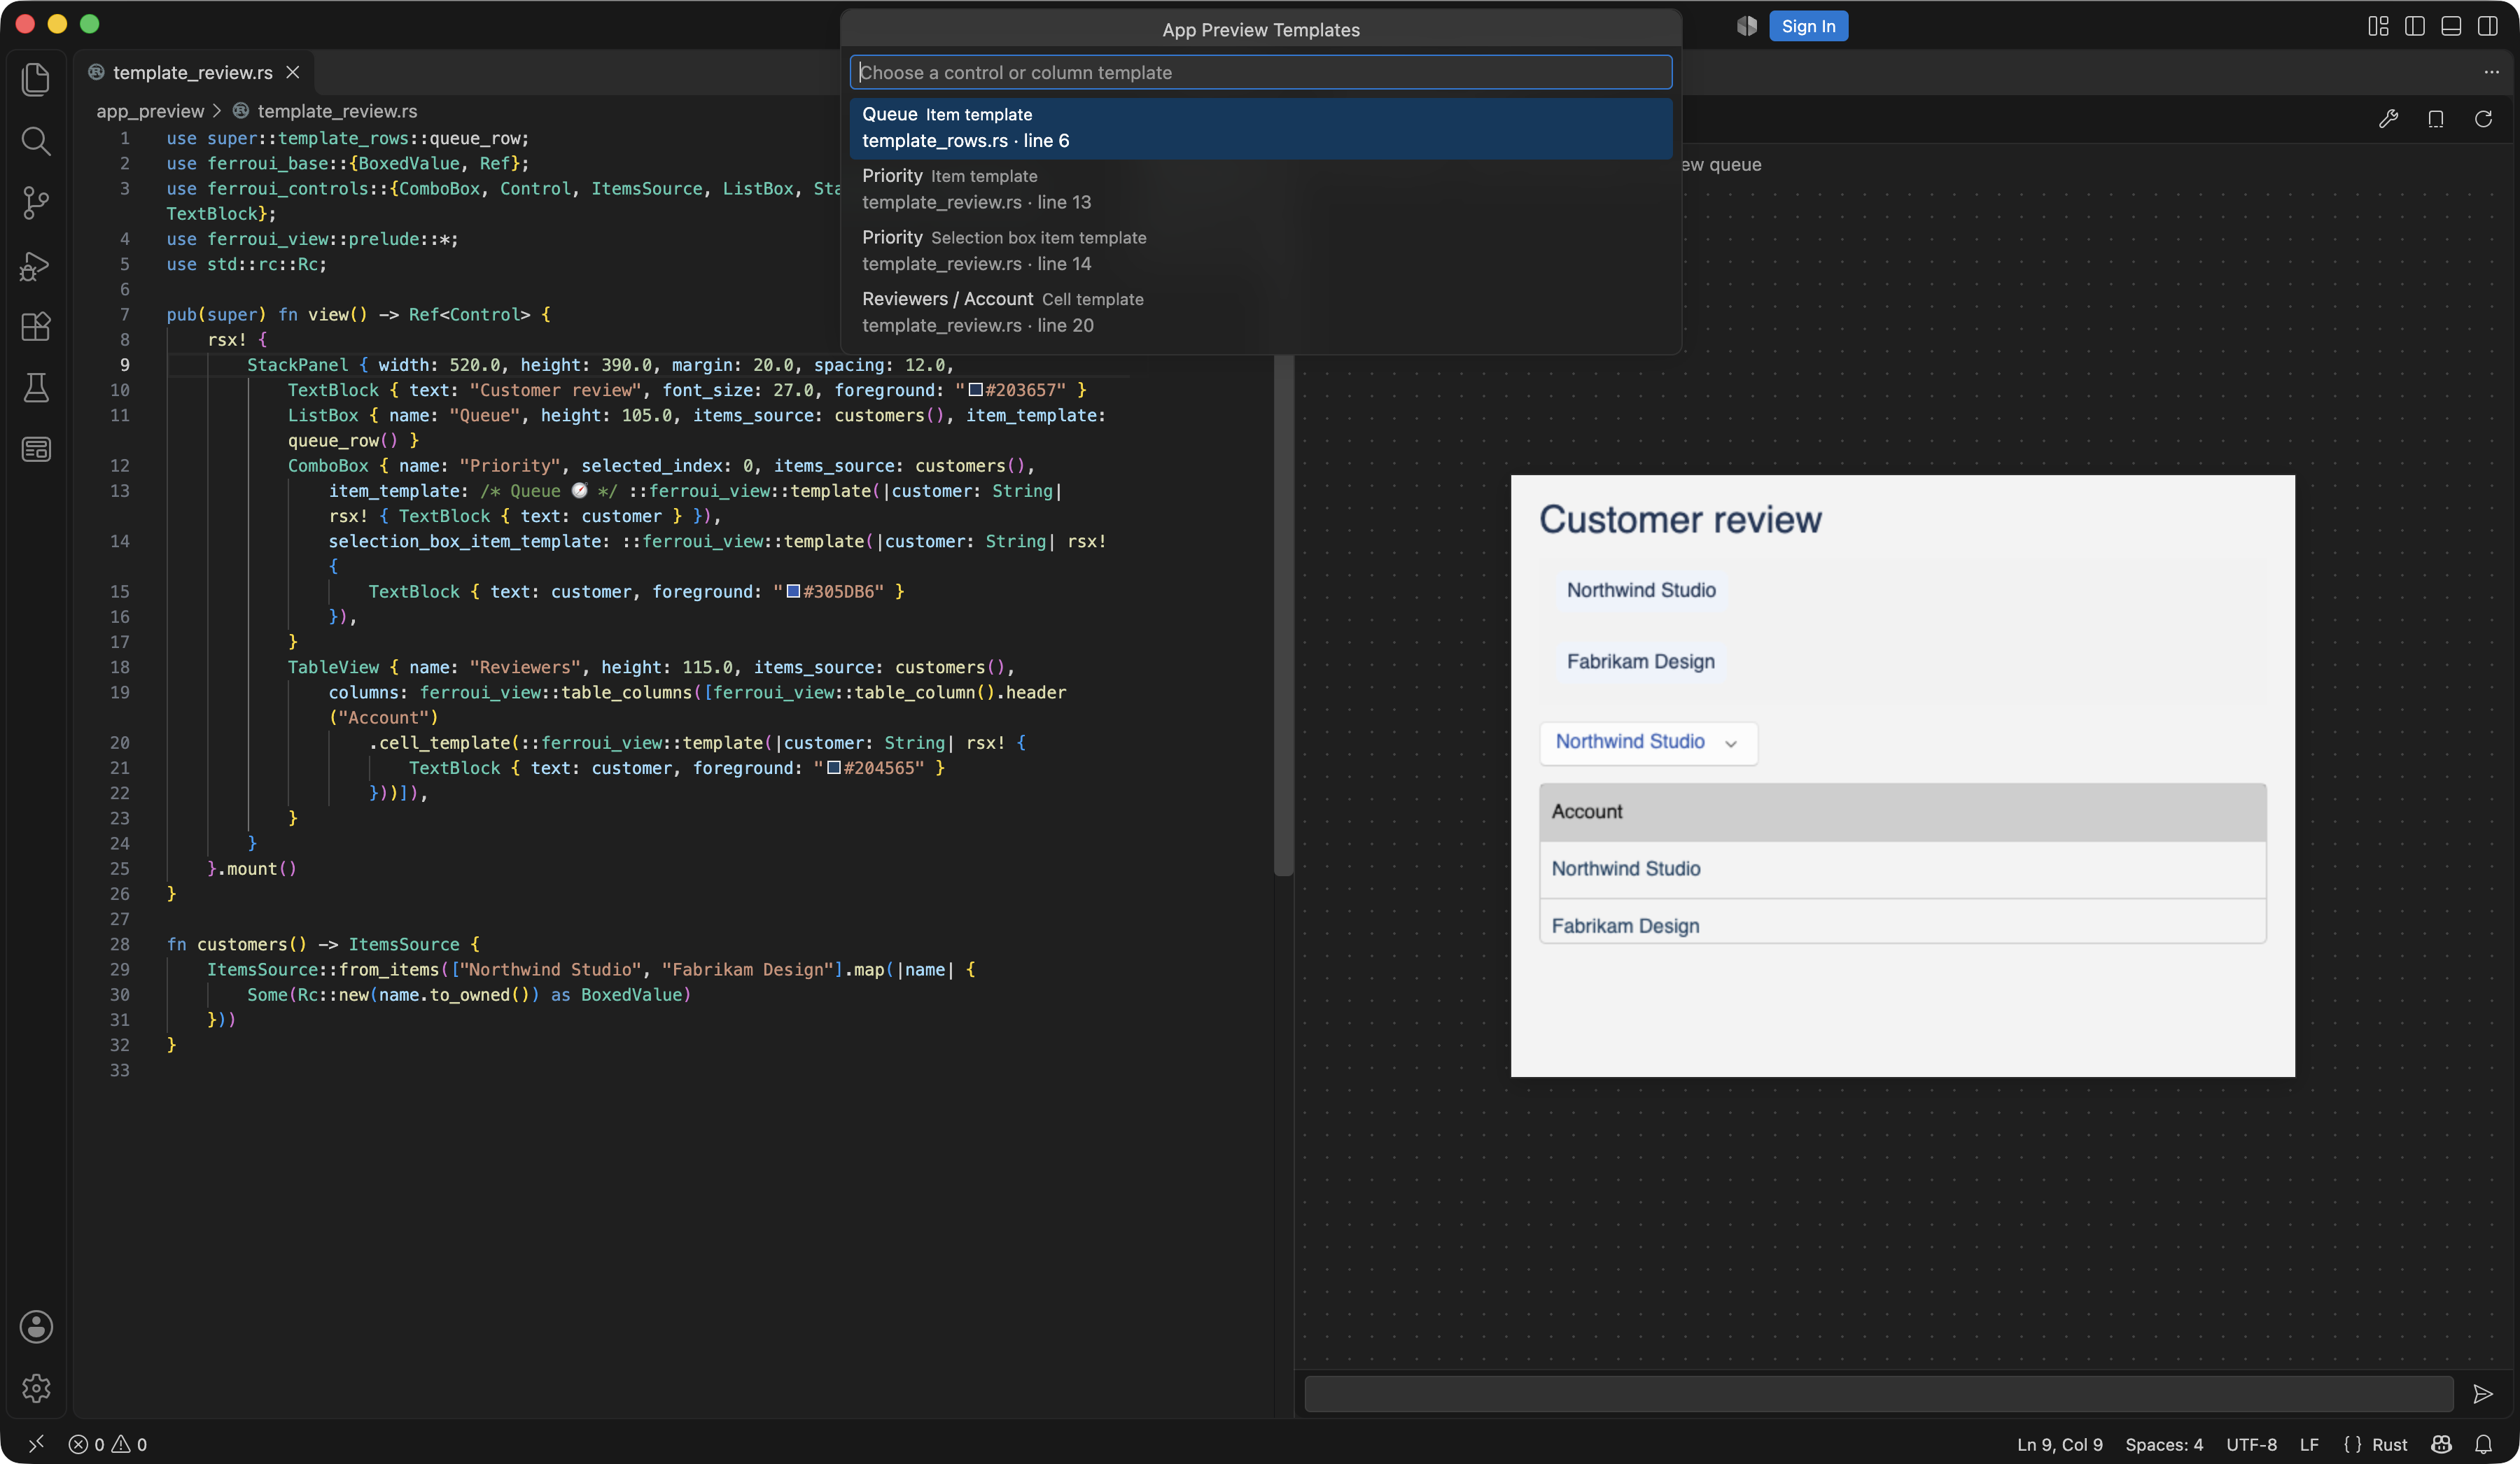 App Preview Templates
Sign In
Choose a control or column template
Queue Item template
template_rows.rs · line 6
Priority Item template
template_review.rs · line 13
Priority Selection box item template
template_review.rs · line 14
Reviewers / Account Cell template
template_review.rs · line 20
template_review.rs
app_preview > template_review.rs
1 use super::template_rows::queue_row;
2 use ferroui_base::{BoxedValue, Ref};
3 use ferroui_controls::{ComboBox, Control, ItemsSource, ListBox, Sta
TextBlock};
4 use ferroui_view::prelude::*;
5 use std::rc::Rc;
6
7 pub(super) fn view() -> Ref<Control> {
8 rsx! {
9 StackPanel { width: 520.0, height: 390.0, margin: 20.0, spacing: 12.0,
10 TextBlock { text: "Customer review", font_size: 27.0, foreground: "#203657" }
11 ListBox { name: "Queue", height: 105.0, items_source: customers(), item_template:
queue_row() }
12 ComboBox { name: "Priority", selected_index: 0, items_source: customers(),
13 item_template: /* Queue 🧭 */ ::ferroui_view::template(|customer: String|
rsx! { TextBlock { text: customer } }),
14 selection_box_item_template: ::ferroui_view::template(|customer: String| rsx!
{
15 TextBlock { text: customer, foreground: "#305DB6" }
16 }),
17 }
18 TableView { name: "Reviewers", height: 115.0, items_source: customers(),
19 columns: ferroui_view::table_columns([ferroui_view::table_column().header
("Account")
20 .cell_template(::ferroui_view::template(|customer: String| rsx! {
21 TextBlock { text: customer, foreground: "#204565" }
22 }))]),
23 }
24 }
25 }.mount()
26 }
27
28 fn customers() -> ItemsSource {
29 ItemsSource::from_items(["Northwind Studio", "Fabrikam Design"].map(|name| {
30 Some(Rc::new(name.to_owned()) as BoxedValue)
31 }))
32 }
33
ew queue
Customer review
Northwind Studio
Fabrikam Design
Northwind Studio
Account
Northwind Studio
Fabrikam Design
0 0
Ln 9, Col 9 Spaces: 4 UTF-8 LF { } Rust